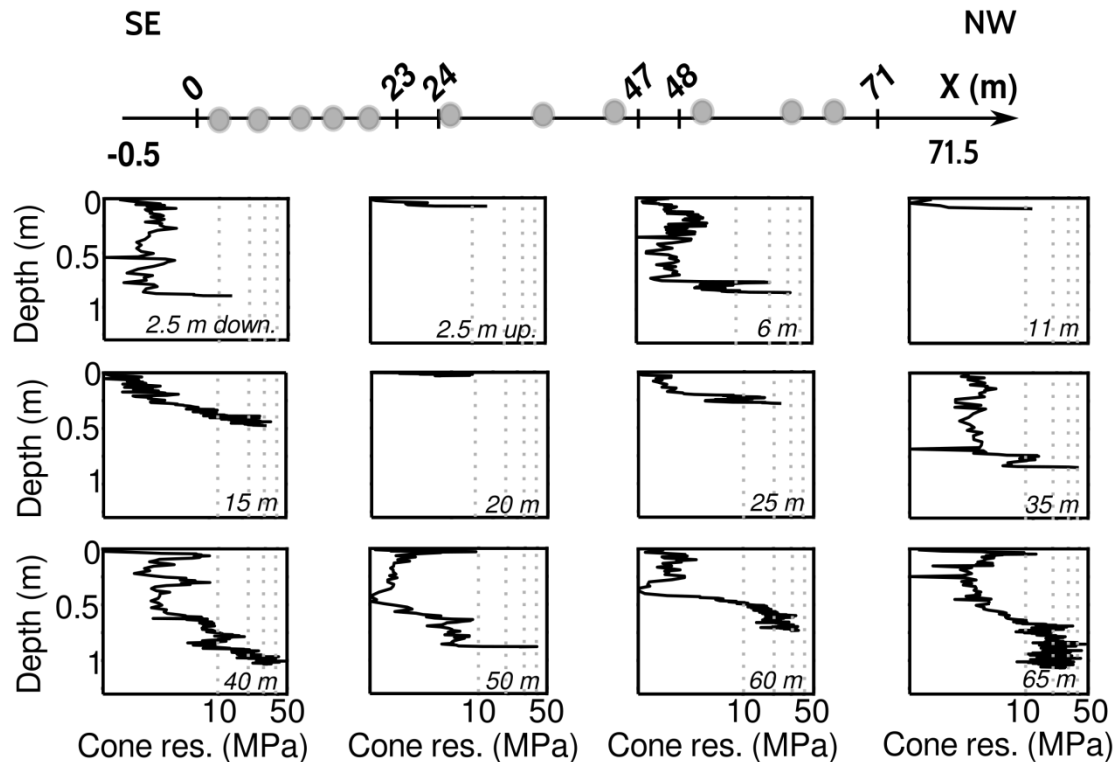 SE NW
0 23 24 47 48 71 X (m)
-0.5 71.5
Depth (m) 0 0.5 1
2.5 m down. 2.5 m up. 6 m 11 m
Depth (m) 0 0.5 1
15 m 20 m 25 m 35 m
Depth (m) 0 0.5 1
40 m 50 m 60 m 65 m
10 50 10 50 10 50 10 50
Cone res. (MPa) Cone res. (MPa) Cone res. (MPa) Cone res. (MPa)